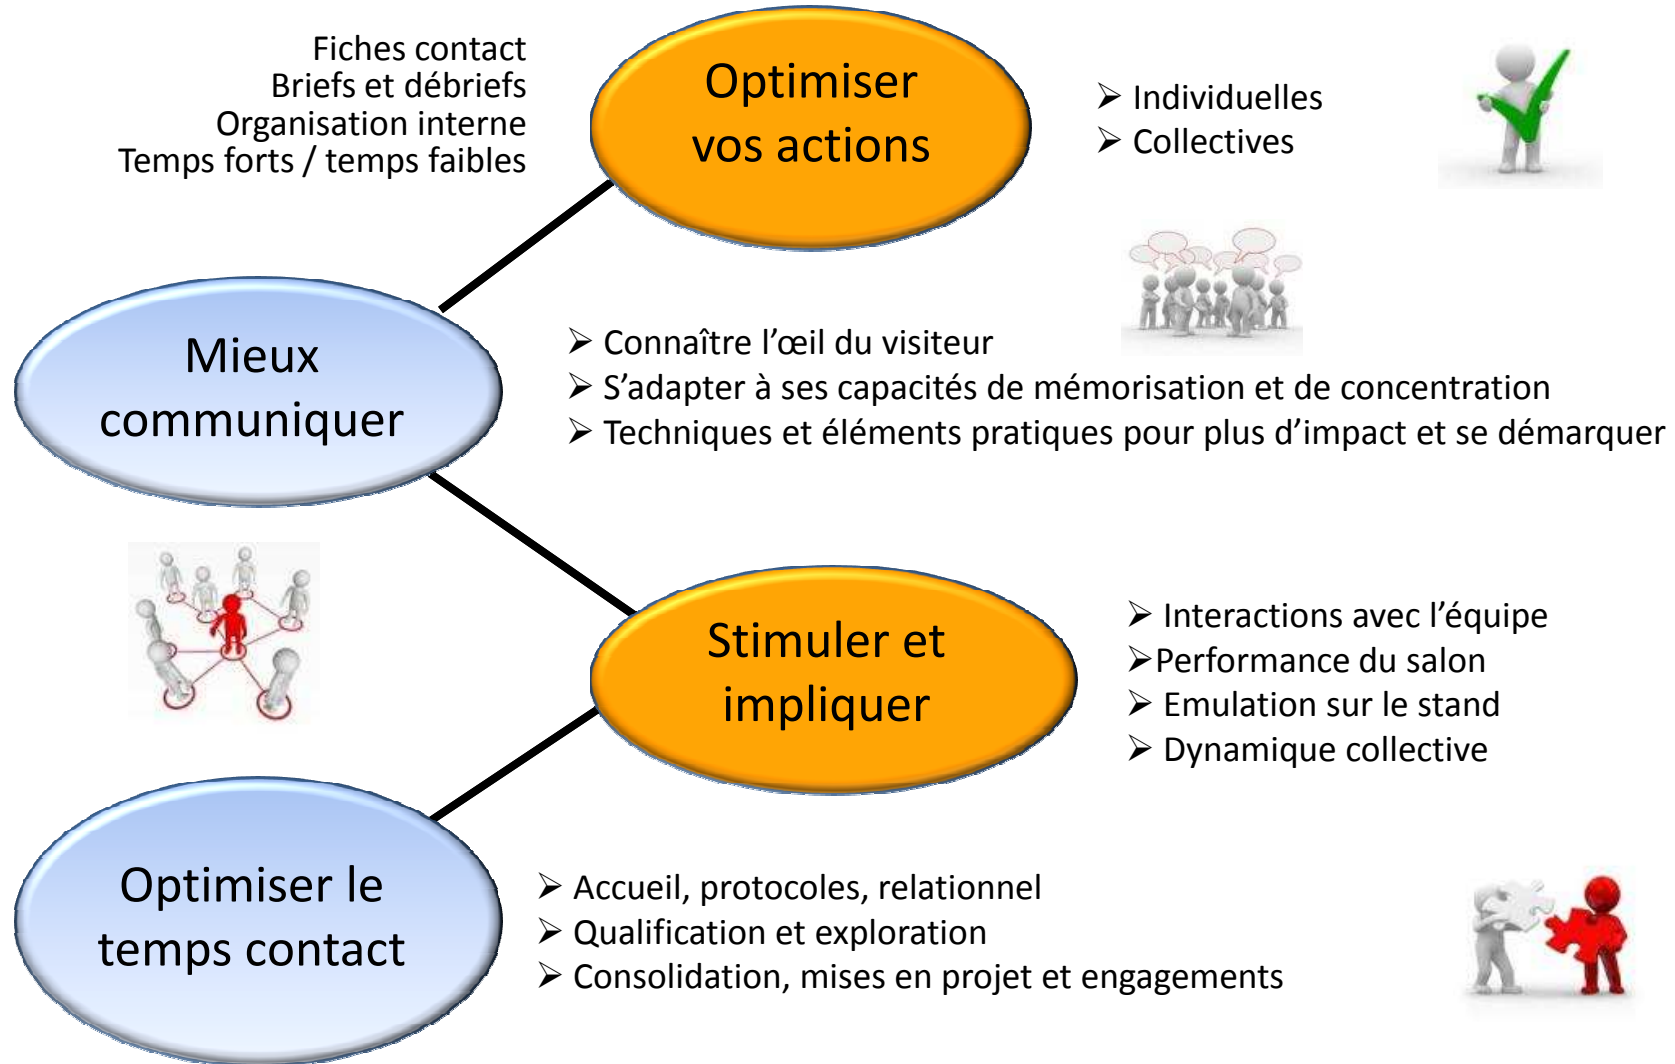 Fiches contact
Briefs et débriefs
Organisation interne
Temps forts / temps faibles
Optimiser
vos actions
➢ Individuelles
➢ Collectives
Mieux
communiquer
➢ Connaître l’œil du visiteur
➢ S’adapter à ses capacités de mémorisation et de concentration
➢ Techniques et éléments pratiques pour plus d’impact et se démarquer
Stimuler et
impliquer
➢ Interactions avec l’équipe
➢Performance du salon
➢ Emulation sur le stand
➢ Dynamique collective
Optimiser le
temps contact
➢ Accueil, protocoles, relationnel
➢ Qualification et exploration
➢ Consolidation, mises en projet et engagements